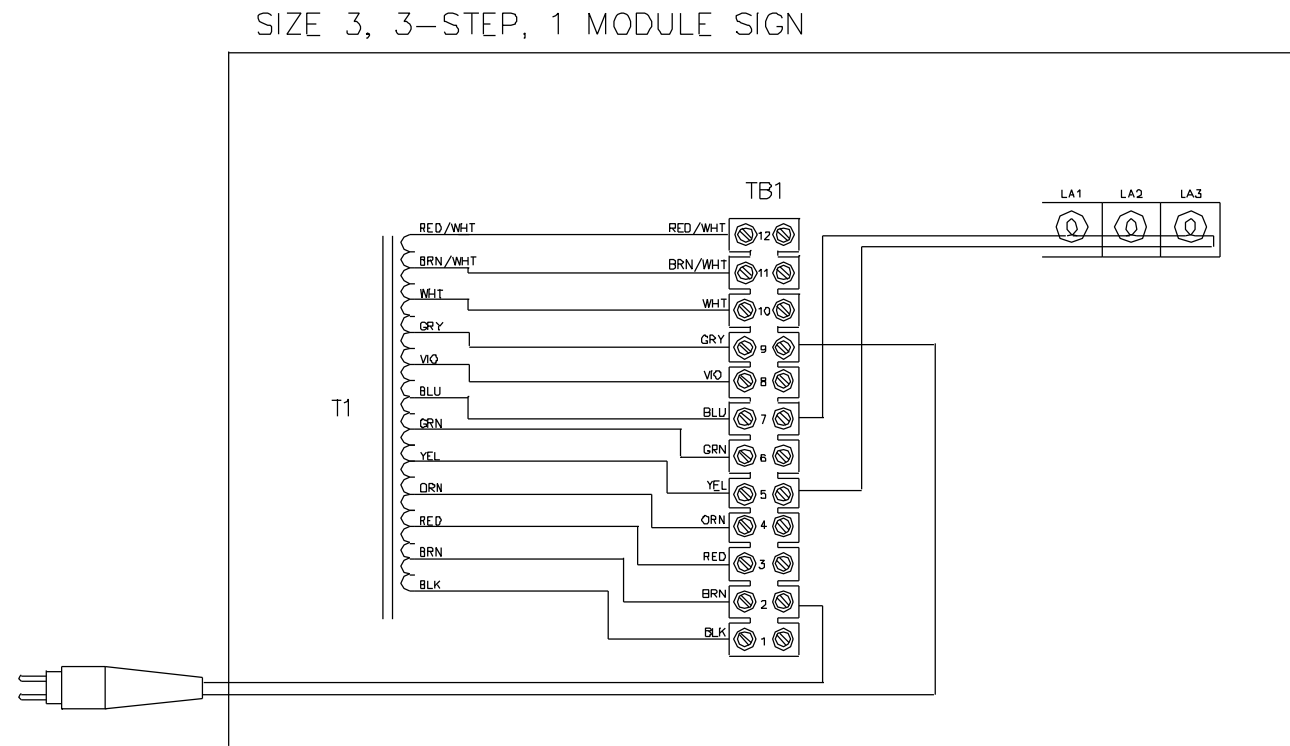 SIZE 3, 3-STEP, 1 MODULE SIGN
TB1
LA1 LA2 LA3
RED/WHT RED/WHT 12
BRN/WHT BRN/WHT 11
WHT WHT 10
GRY GRY 9
VIO VIO 8
BLU BLU 7
T1
GRN GRN 6
YEL YEL 5
ORN ORN 4
RED RED 3
BRN BRN 2
BLK BLK 1